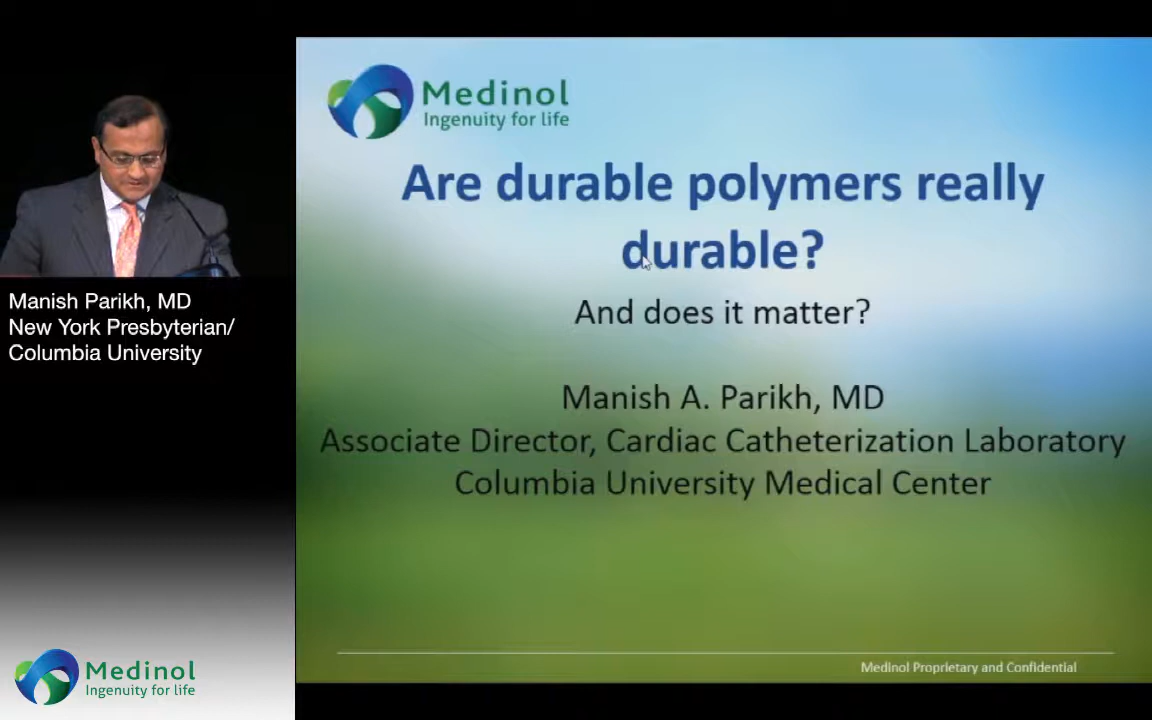 Medinol
Ingenuity for life
Are durable polymers really
durable?
And does it matter?
Manish A. Parikh, MD
Associate Director, Cardiac Catheterization Laboratory
Columbia University Medical Center
Medinol Proprietary and Confidential
Manish Parikh, MD
New York Presbyterian/
Columbia University
Medinol
Ingenuity for life